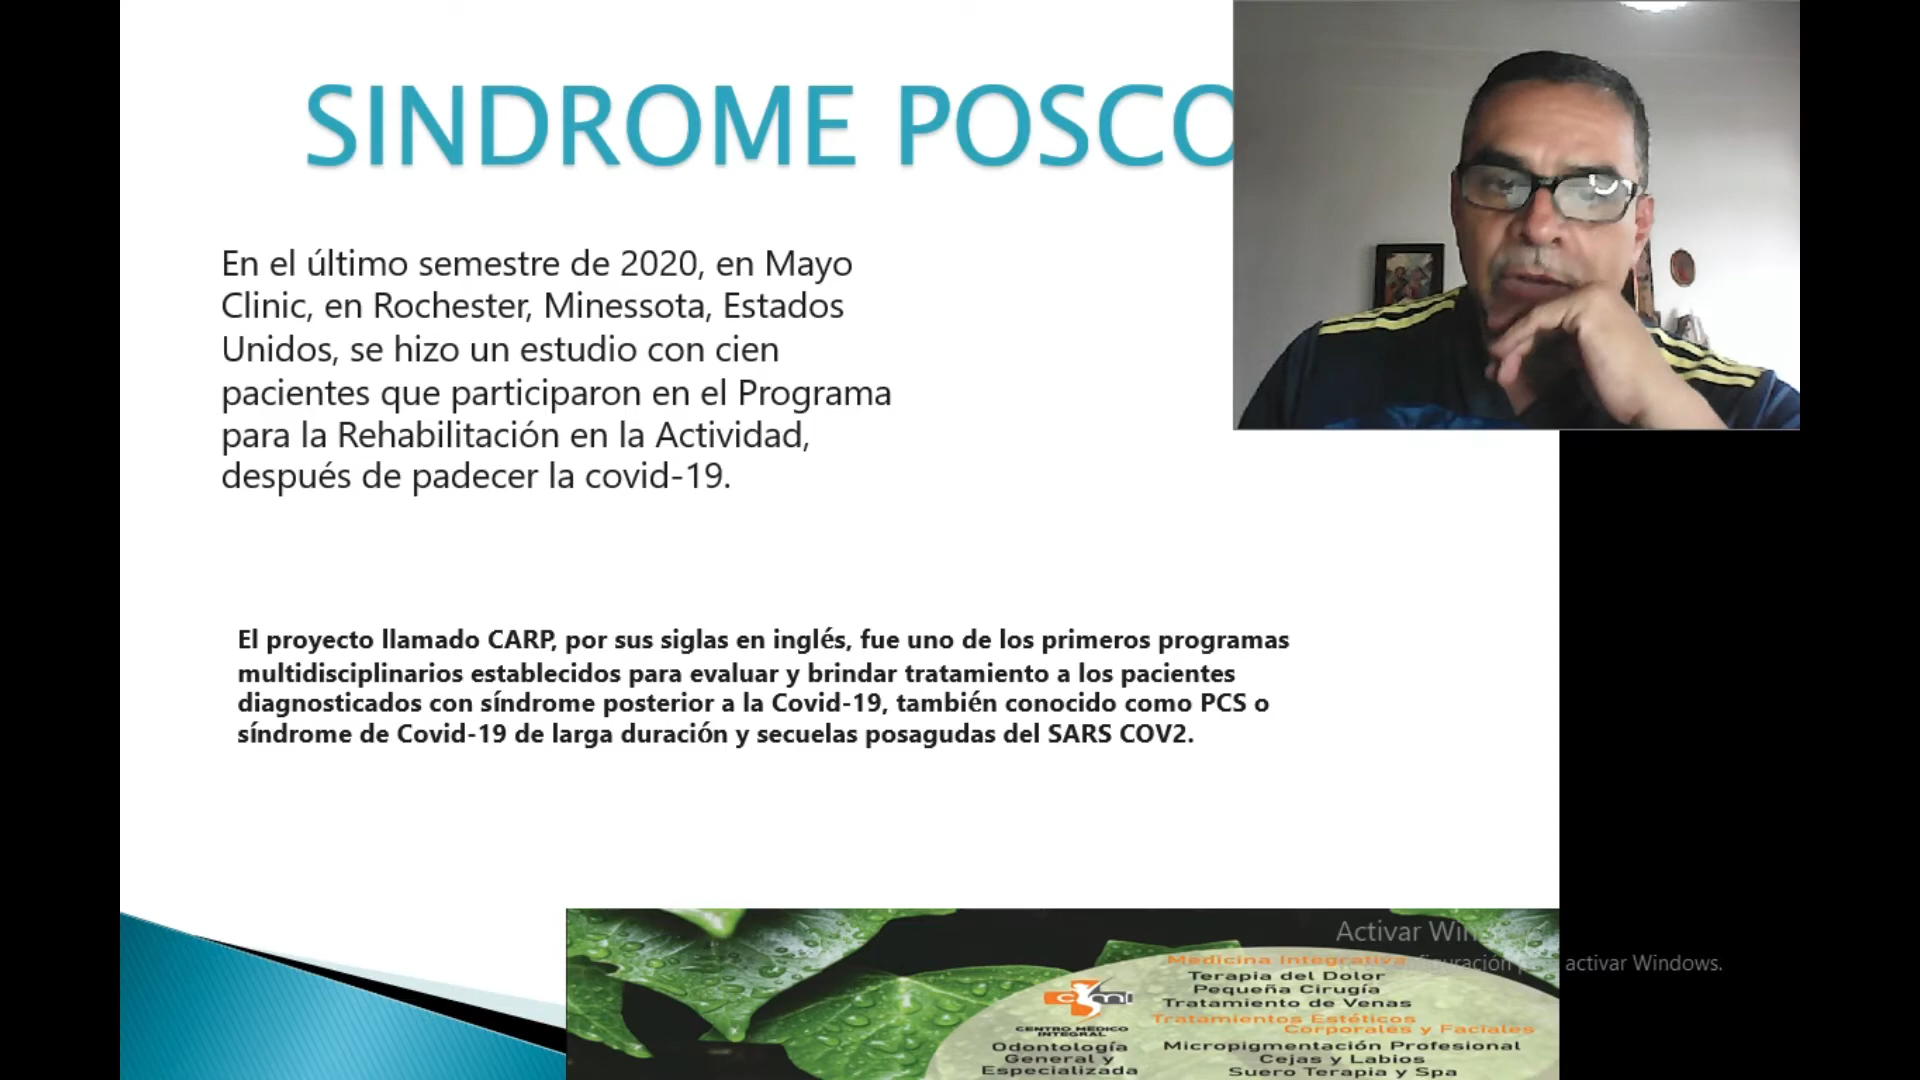 SINDROME POSCO
En el último semestre de 2020, en Mayo
Clinic, en Rochester, Minessota, Estados
Unidos, se hizo un estudio con cien
pacientes que participaron en el Programa
para la Rehabilitación en la Actividad,
después de padecer la covid-19.
El proyecto llamado CARP, por sus siglas en inglés, fue uno de los primeros programas
multidisciplinarios establecidos para evaluar y brindar tratamiento a los pacientes
diagnosticados con síndrome posterior a la Covid-19, también conocido como PCS o
síndrome de Covid-19 de larga duración y secuelas posagudas del SARS COV2.
Activar Win
activar Windows.
Medicina Integrativa
Terapia del Dolor
Pequeña Cirugía
Tratamiento de Venas
Tratamientos Estéticos
Corporales y Faciales
Micropigmentación Profesional
Cejas y Labios
Suero Terapia y Spa
cmi
CENTRO MÉDICO
INTEGRAL
Odontología
General y
Especializada